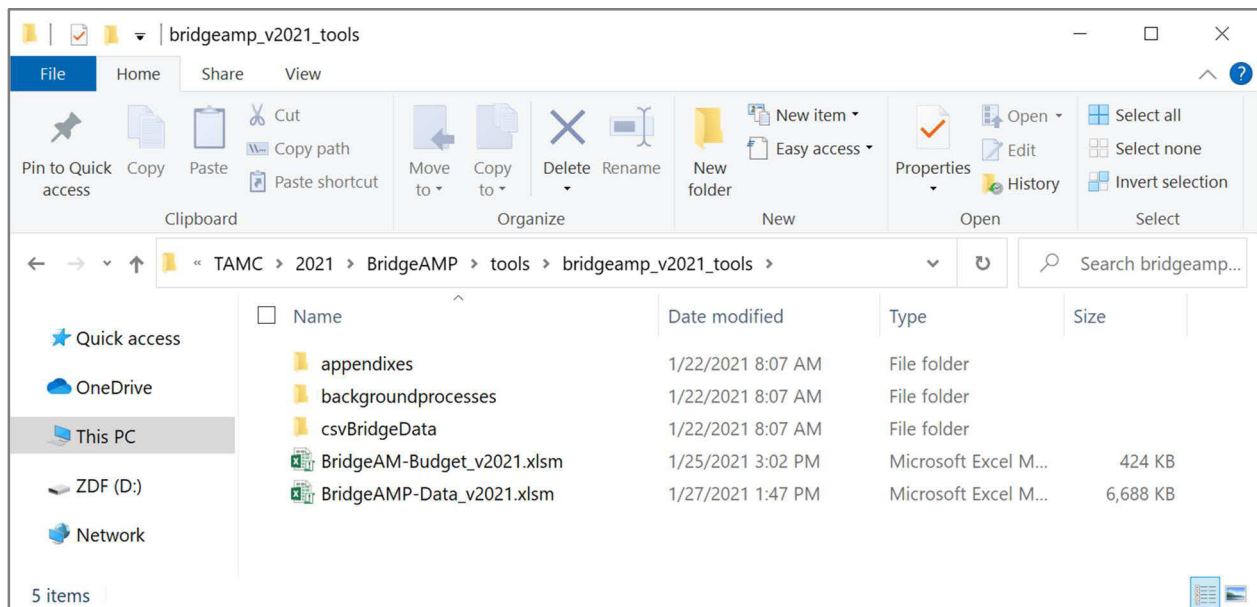 bridgeamp_v2021_tools
File Home Share View
Pin to Quick access
Copy
Paste
Cut
Copy path
Paste shortcut
Move to
Copy to
Delete
Rename
New folder
New item
Easy access
Properties
Open
Edit
History
Select all
Select none
Invert selection
Clipboard Organize New Open Select
« TAMC > 2021 > BridgeAMP > tools > bridgeamp_v2021_tools >
Search bridgeamp...
Quick access
OneDrive
This PC
ZDF (D:)
Network
Name Date modified Type Size
appendixes 1/22/2021 8:07 AM File folder
backgroundprocesses 1/22/2021 8:07 AM File folder
csvBridgeData 1/22/2021 8:07 AM File folder
BridgeAM-Budget_v2021.xlsm 1/25/2021 3:02 PM Microsoft Excel M... 424 KB
BridgeAMP-Data_v2021.xlsm 1/27/2021 1:47 PM Microsoft Excel M... 6,688 KB
5 items